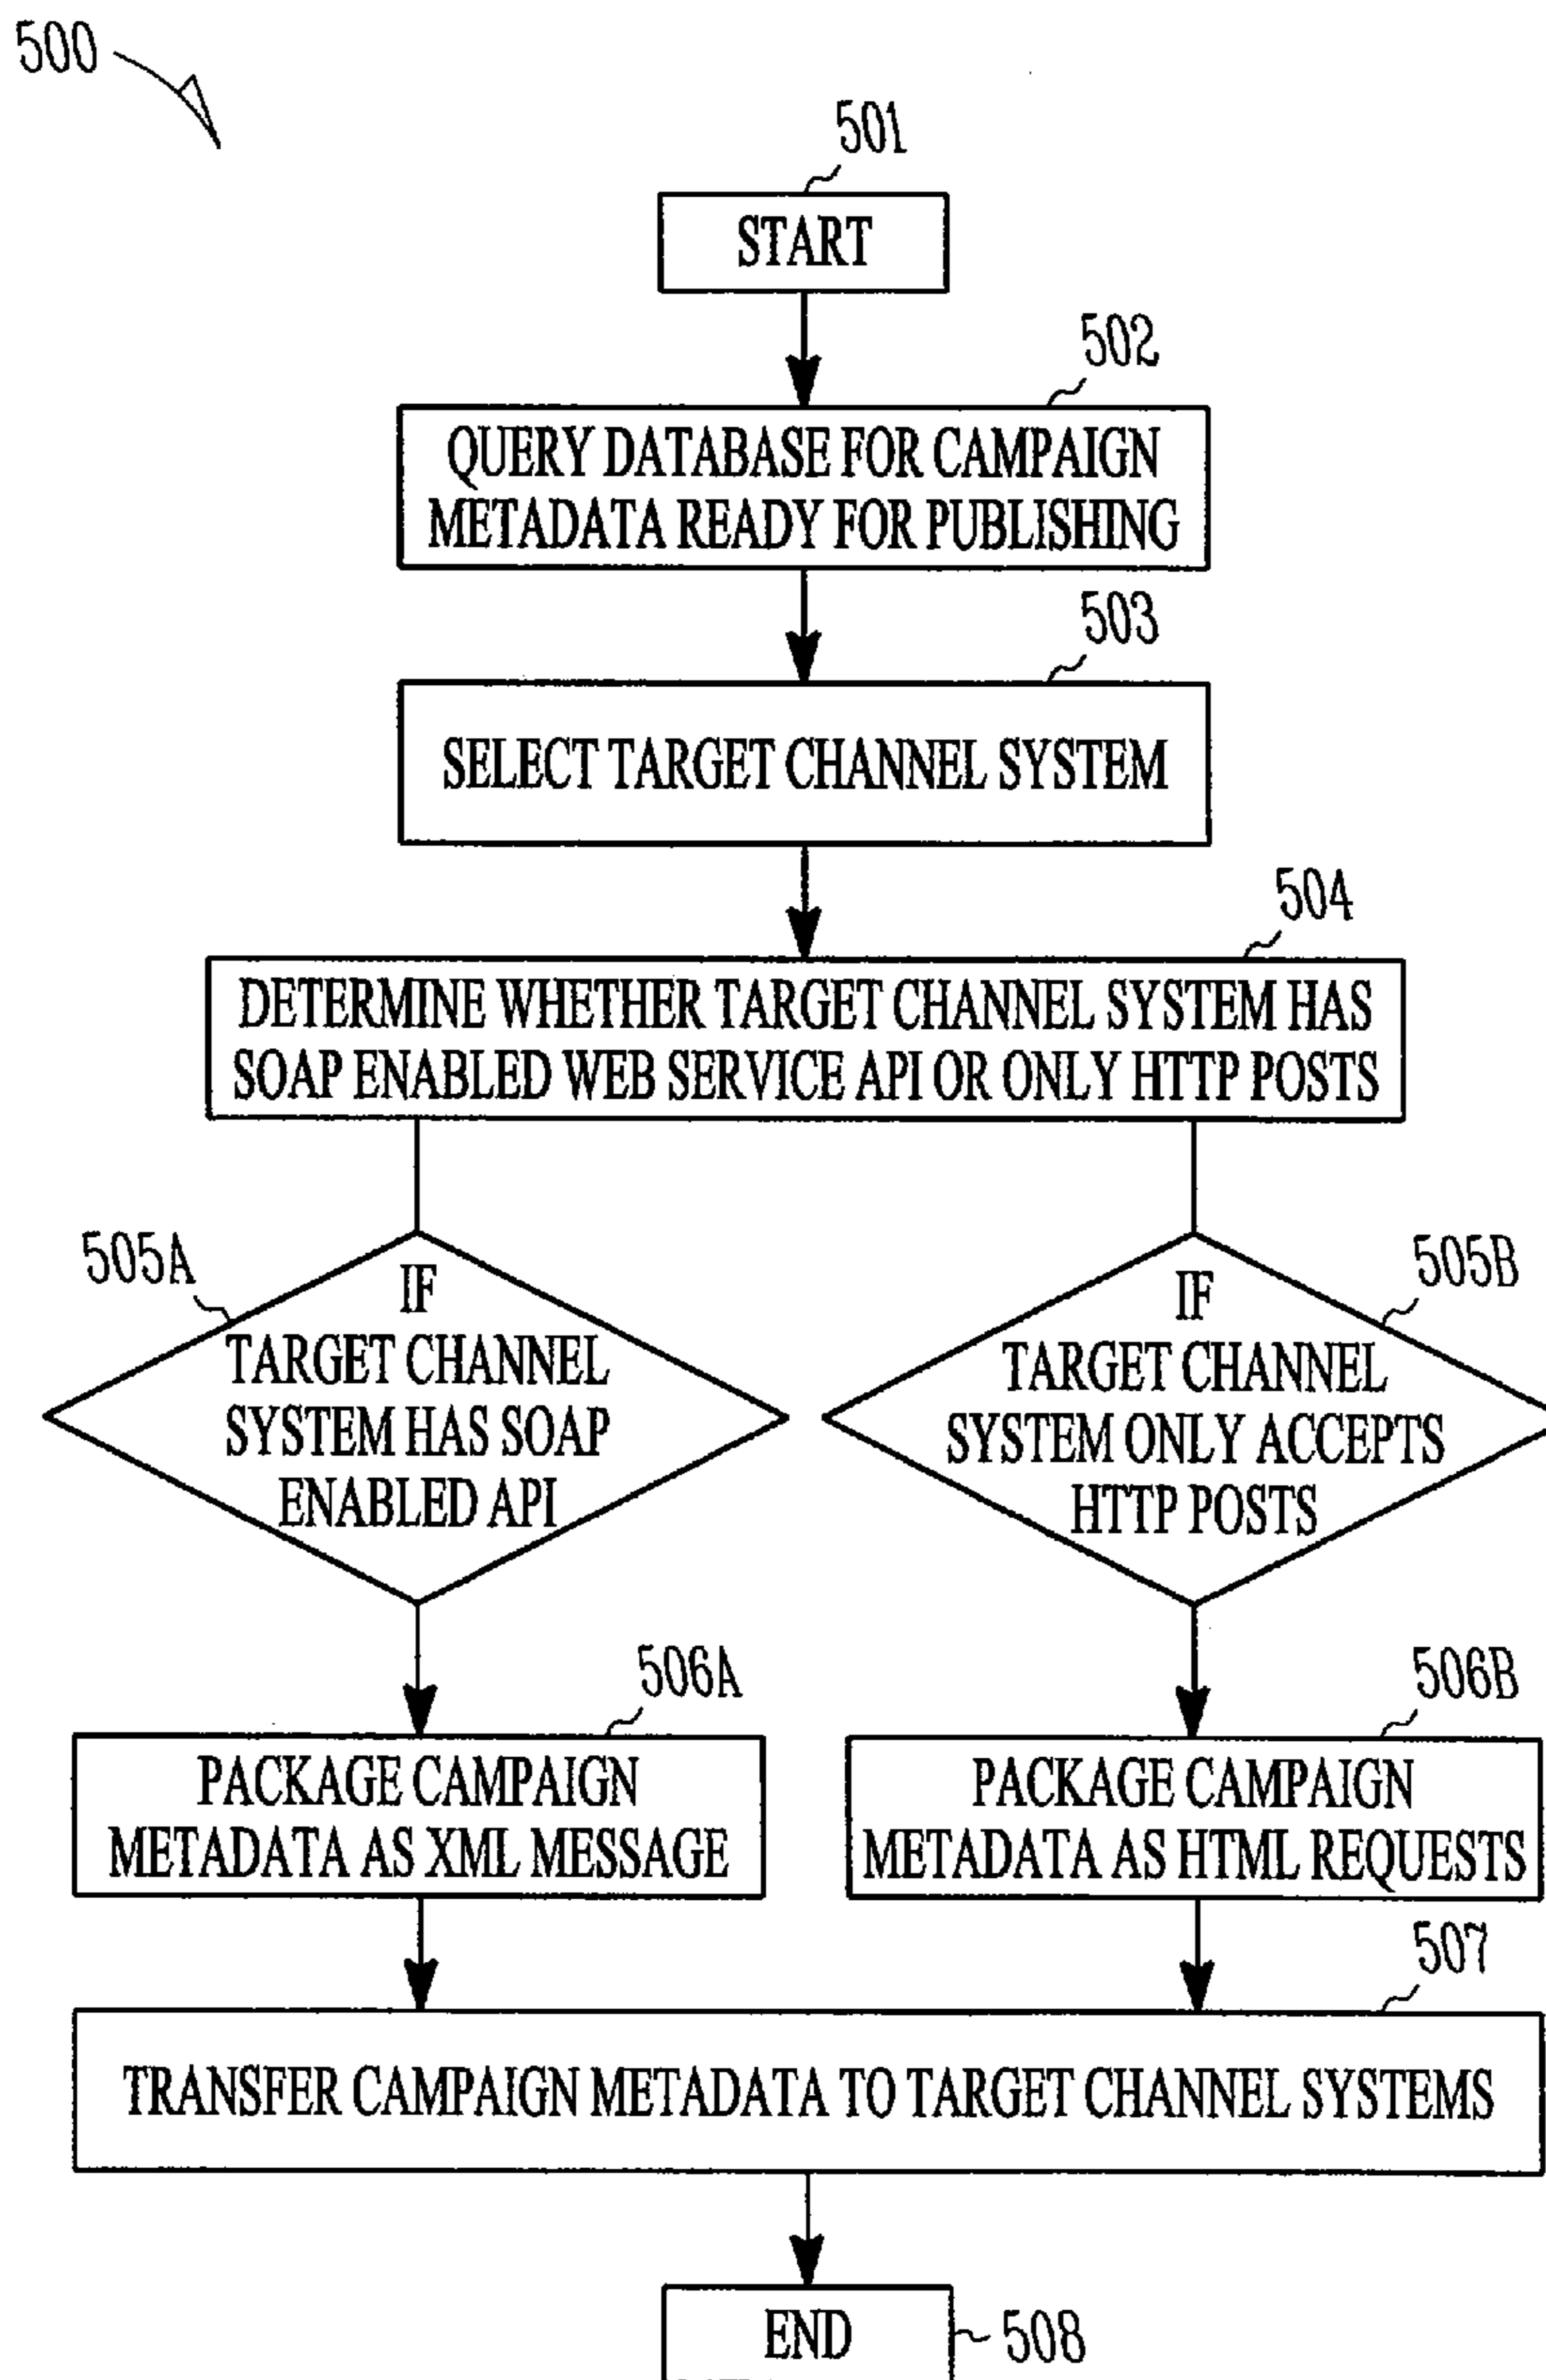 500
501
START
502
QUERY DATABASE FOR CAMPAIGN
METADATA READY FOR PUBLISHING
503
SELECT TARGET CHANNEL SYSTEM
504
DETERMINE WHETHER TARGET CHANNEL SYSTEM HAS
SOAP ENABLED WEB SERVICE API OR ONLY HTTP POSTS
505A
IF
TARGET CHANNEL
SYSTEM HAS SOAP
ENABLED API
505B
IF
TARGET CHANNEL
SYSTEM ONLY ACCEPTS
HTTP POSTS
506A
PACKAGE CAMPAIGN
METADATA AS XML MESSAGE
506B
PACKAGE CAMPAIGN
METADATA AS HTML REQUESTS
507
TRANSFER CAMPAIGN METADATA TO TARGET CHANNEL SYSTEMS
END
508